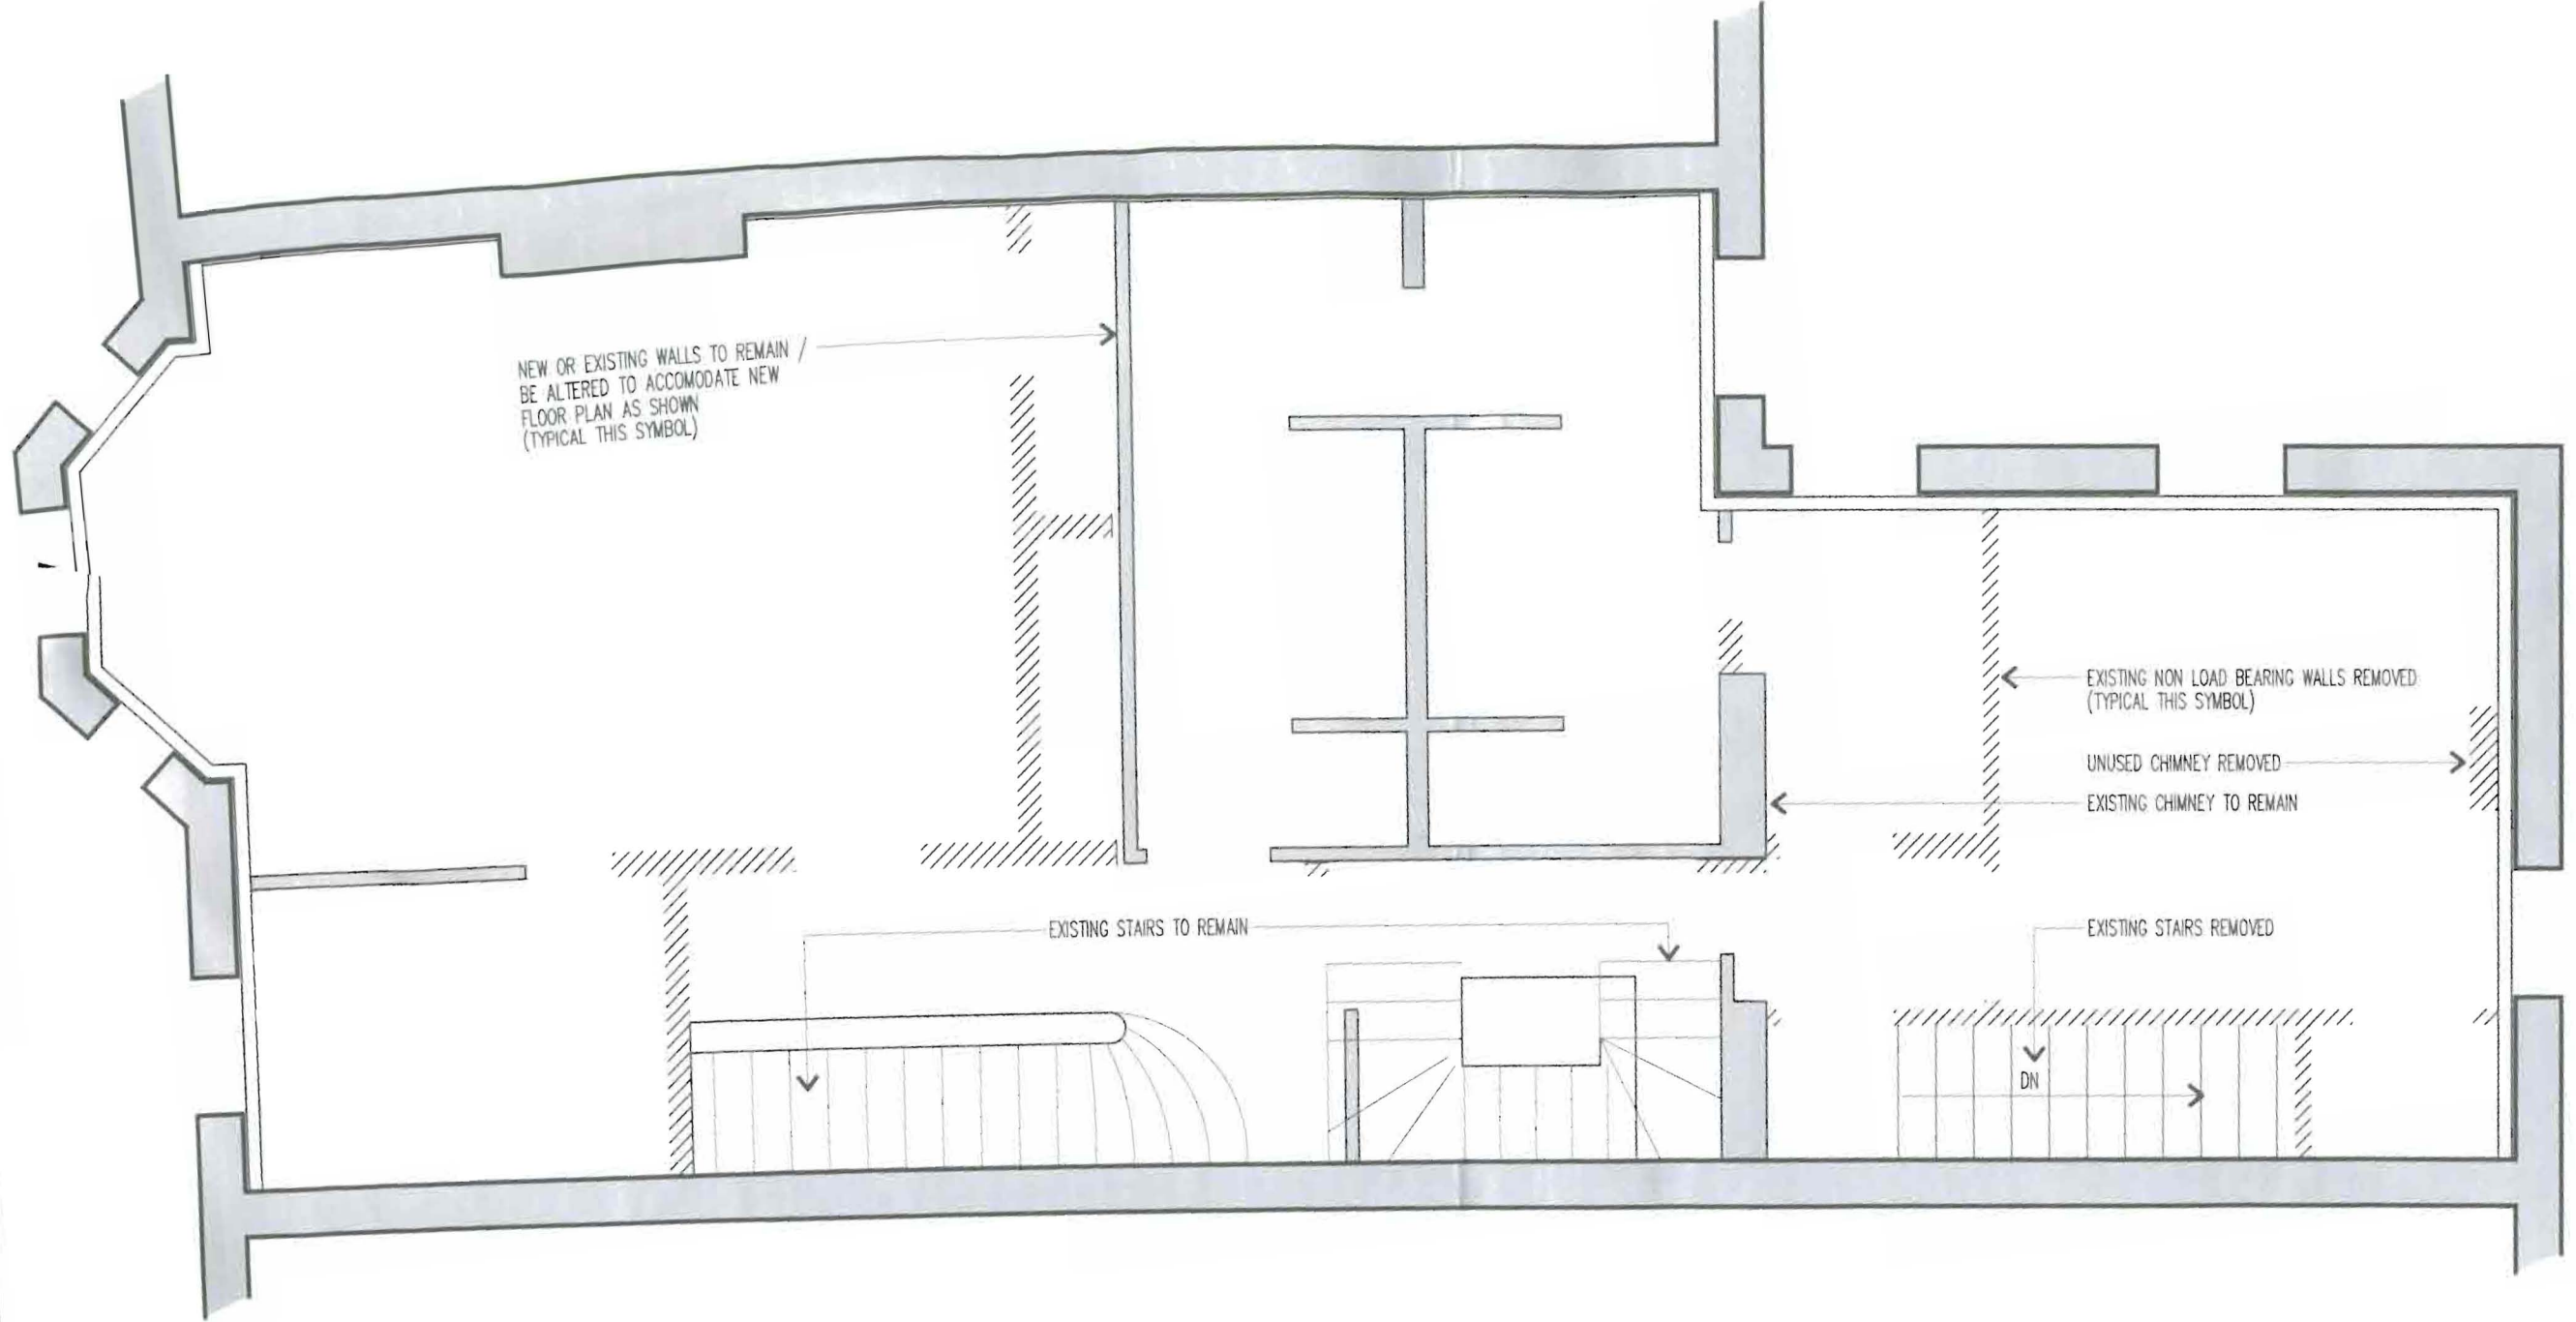 NEW OR EXISTING WALLS TO REMAIN /
BE ALTERED TO ACCOMODATE NEW
FLOOR PLAN AS SHOWN
(TYPICAL THIS SYMBOL)
EXISTING NON LOAD BEARING WALLS REMOVED
(TYPICAL THIS SYMBOL)
UNUSED CHIMNEY REMOVED
EXISTING CHIMNEY TO REMAIN
EXISTING STAIRS TO REMAIN
EXISTING STAIRS REMOVED
DN